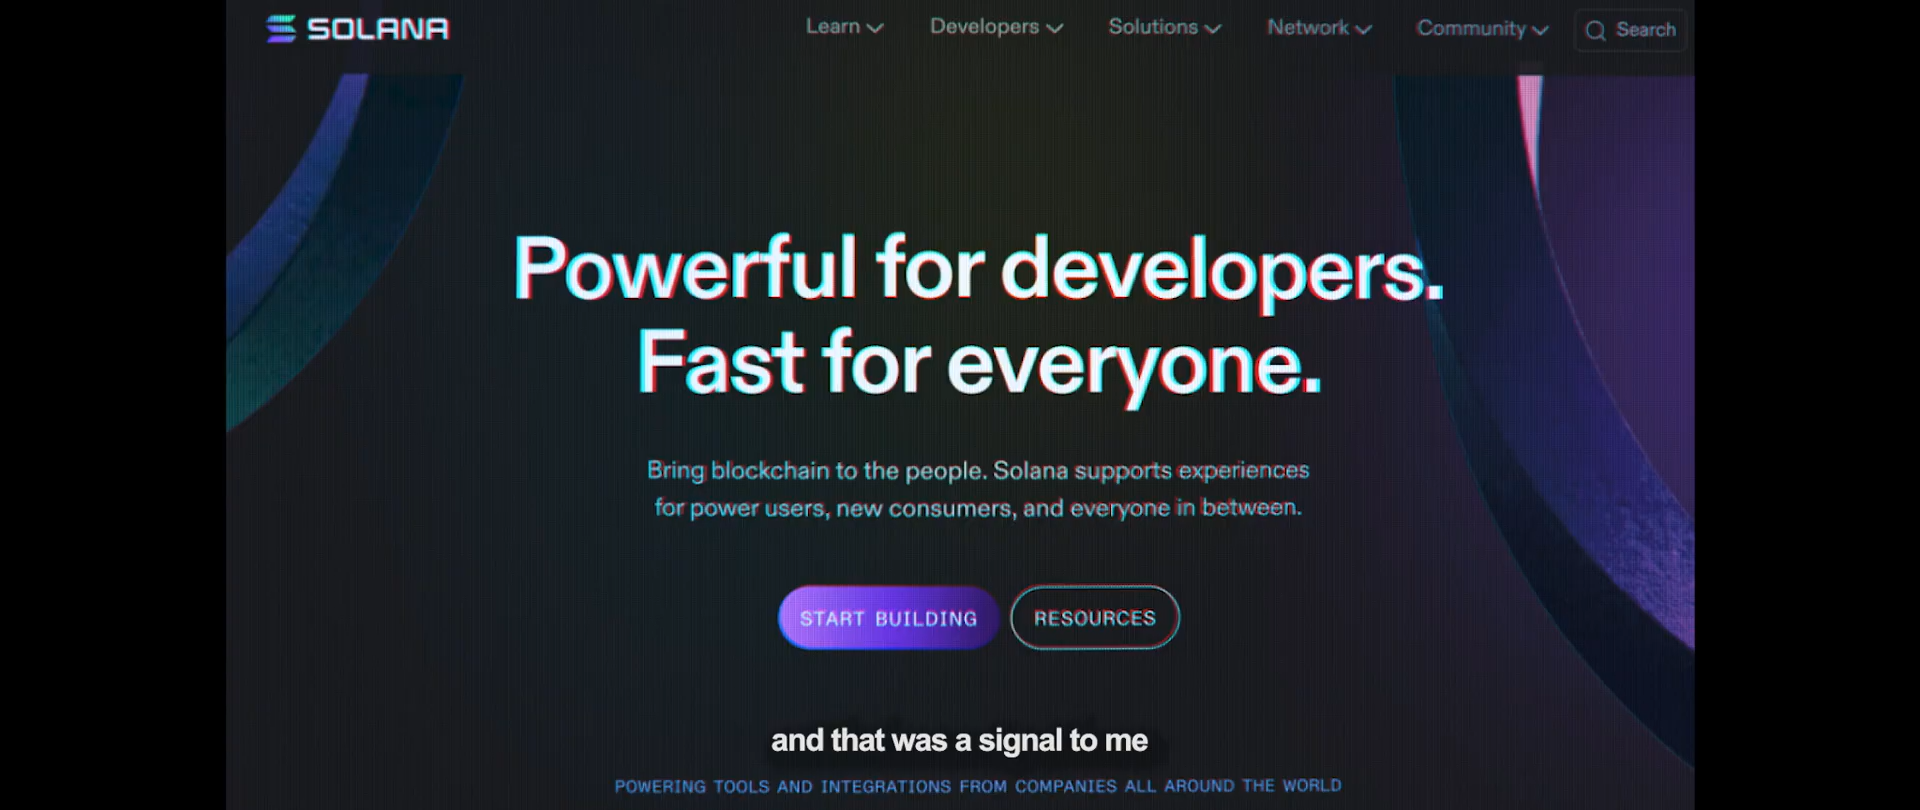 SOLANA
Learn
Developers
Solutions
Network
Community
Search
Powerful for developers.
Fast for everyone.
Bring blockchain to the people. Solana supports experiences
for power users, new consumers, and everyone in between.
START BUILDING
RESOURCES
and that was a signal to me
POWERING TOOLS AND INTEGRATIONS FROM COMPANIES ALL AROUND THE WORLD